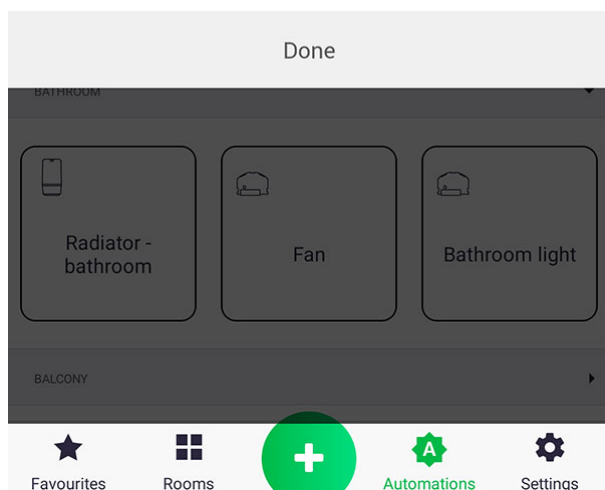 Done
BATHROOM
Radiator -
bathroom
Fan
Bathroom light
BALCONY
A
Favourites
Rooms
Automations
Settings